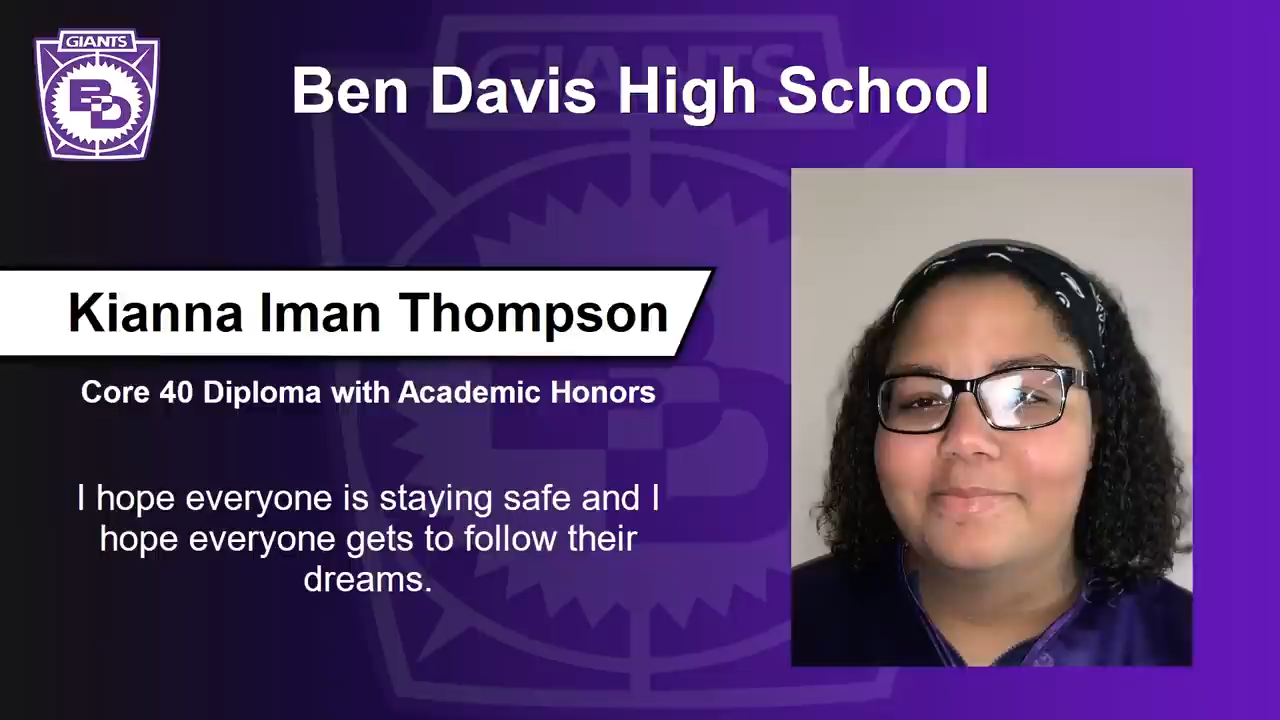 GIANTS
BD
GIANTS
Ben Davis High School
Kianna Iman Thompson
Core 40 Diploma with Academic Honors
I hope everyone is staying safe and I
hope everyone gets to follow their
dreams.